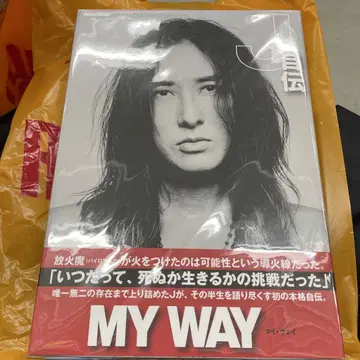 J
自伝
放火魔が火をつけたのは可能性という導火線だった。
「いつだって、死ぬか生きるかの挑戦だった」
唯一無二の存在まで上り詰めたJが、その半生を語り尽くす初の本格自伝。
MY WAY
マイ・ウェイ